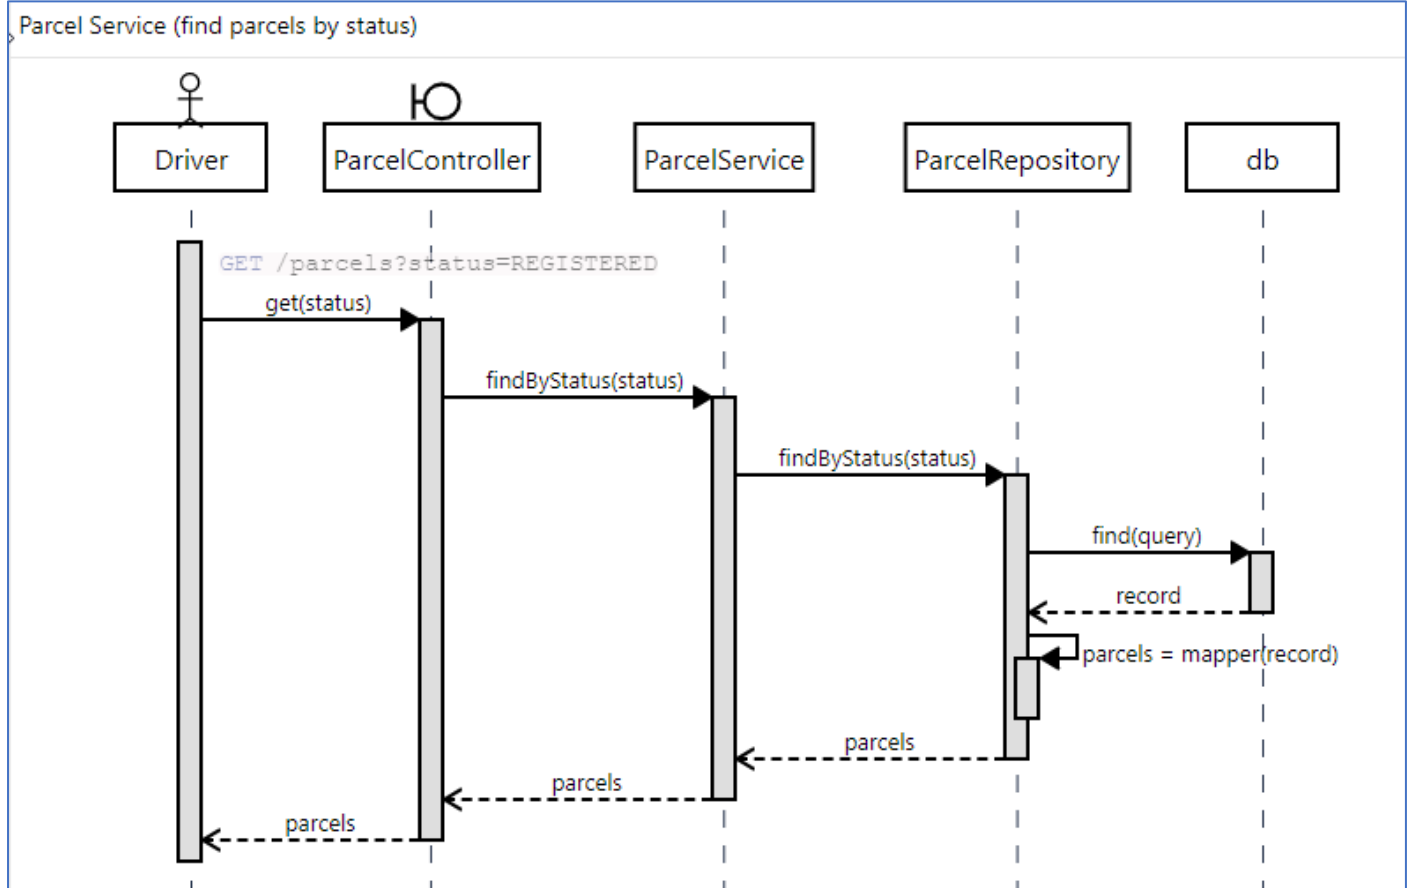 Parcel Service (find parcels by status)
Driver
ParcelController
ParcelService
ParcelRepository
db
GET /parcels?status=REGISTERED
get(status)
findByStatus(status)
findByStatus(status)
find(query)
record
parcels = mapper(record)
parcels
parcels
parcels